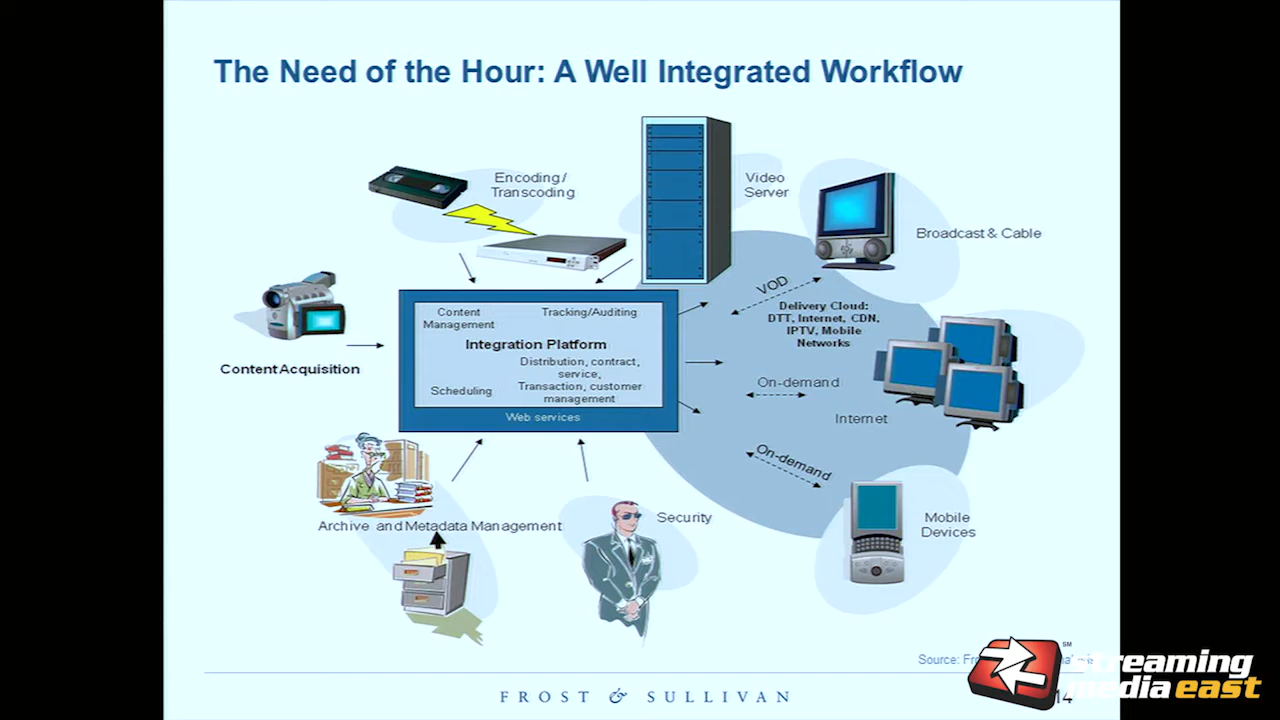 The Need of the Hour: A Well Integrated Workflow
Encoding/
Transcoding
Video
Server
Broadcast & Cable
VOD
Delivery Cloud:
DTT, Internet, CDN,
IPTV, Mobile
Networks
Content
Management
Tracking/Auditing
Integration Platform
Distribution, contract,
service,
Transaction, customer
management
Scheduling
Web services
Content Acquisition
On-demand
Internet
On-demand
Archive and Metadata Management
Security
Mobile
Devices
Source:
FROST & SULLIVAN
14
SM
streaming
media east